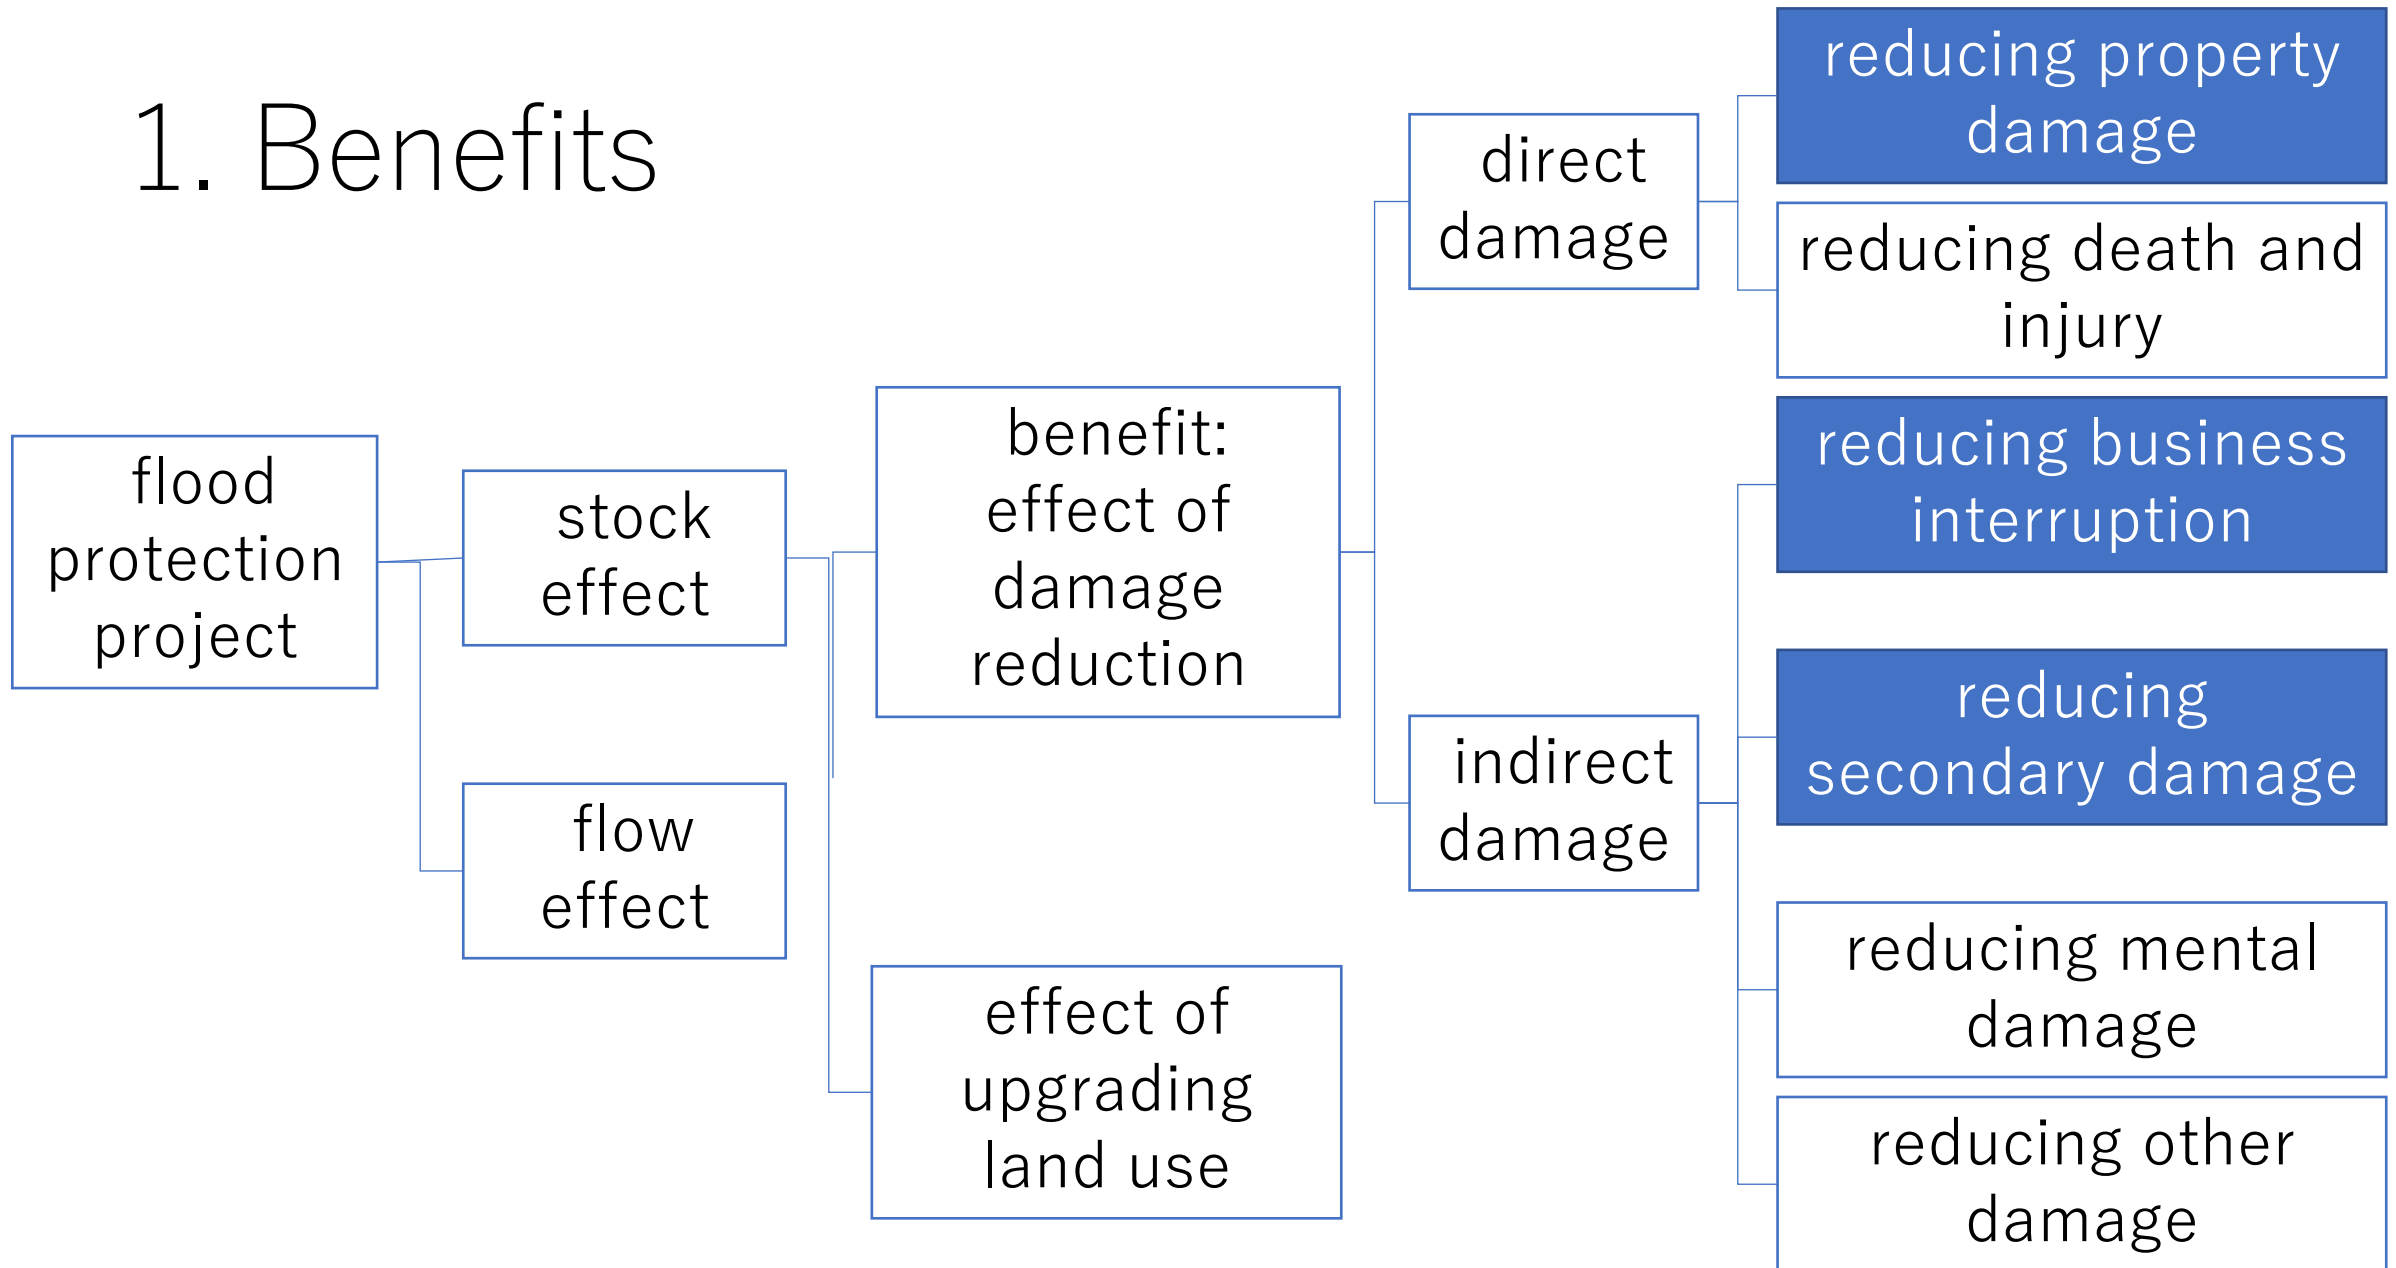 1. Benefits
flood
protection
project
stock
effect
flow
effect
benefit:
effect of
damage
reduction
effect of
upgrading
land use
direct
damage
indirect
damage
reducing property
damage
reducing death and
injury
reducing business
interruption
reducing
secondary damage
reducing mental
damage
reducing other
damage